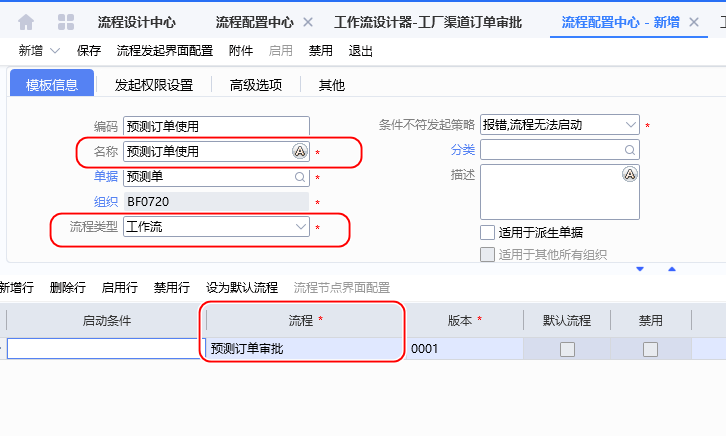 流程设计中心 流程配置中心 工作流设计器-工厂渠道订单审批 流程配置中心 - 新增
新增 保存 流程发起界面配置 附件 启用 禁用 退出
模板信息 发起权限设置 高级选项 其他
编码 预测订单使用 条件不符发起策略 报错,流程无法启动 *
名称 预测订单使用 A * 分类
单据 预测单 * 描述 A
组织 BF0720 *
流程类型 工作流 * 适用于派生单据
适用于其他所有组织
新增行 删除行 启用行 禁用行 设为默认流程 流程节点界面配置
启动条件 流程 * 版本 * 默认流程 禁用
预测订单审批 0001